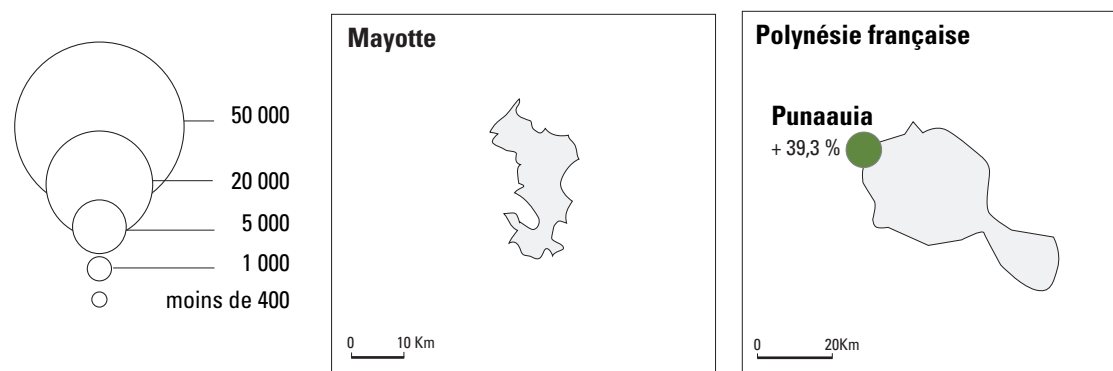 50 000
20 000
5 000
1 000
moins de 400
Mayotte
0 10 Km
Polynésie française
Punaauia
+ 39,3 %
0 20Km